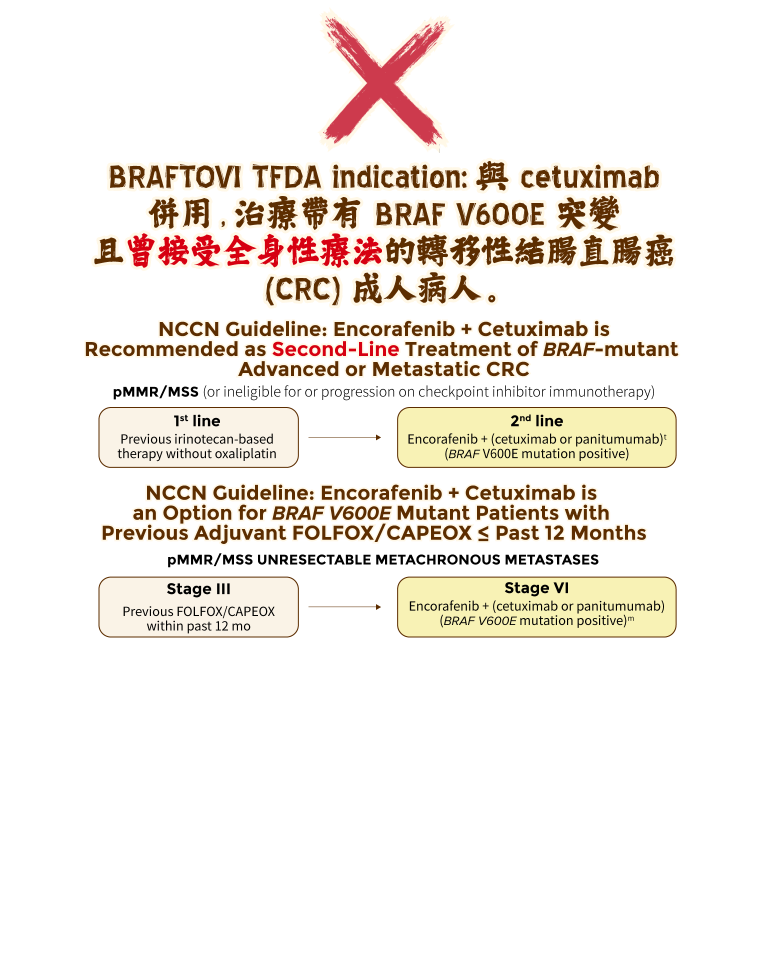 BRAFTOVI TFDA indication: 與 cetuximab
併用，治療帶有 BRAF V600E 突變
且曾接受全身性療法的轉移性結腸直腸癌
(CRC) 成人病人。
NCCN Guideline: Encorafenib + Cetuximab is
Recommended as Second-Line Treatment of BRAF-mutant
Advanced or Metastatic CRC
pMMR/MSS (or ineligible for or progression on checkpoint inhibitor immunotherapy)
1st line
Previous irinotecan-based
therapy without oxaliplatin
2nd line
Encorafenib + (cetuximab or panitumumab)t
(BRAF V600E mutation positive)
NCCN Guideline: Encorafenib + Cetuximab is
an Option for BRAF V600E Mutant Patients with
Previous Adjuvant FOLFOX/CAPEOX ≤ Past 12 Months
pMMR/MSS UNRESECTABLE METACHRONOUS METASTASES
Stage III
Previous FOLFOX/CAPEOX
within past 12 mo
Stage VI
Encorafenib + (cetuximab or panitumumab)
(BRAF V600E mutation positive)m